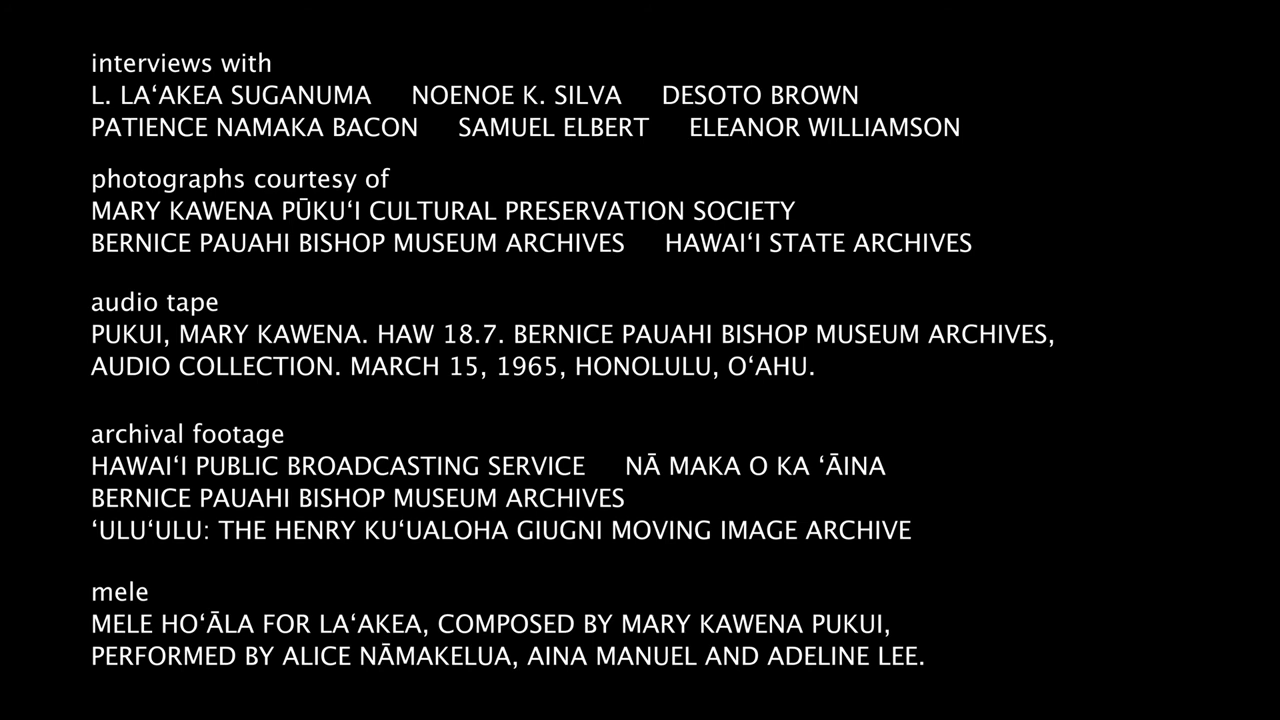 interviews with
L. LAʻAKEA SUGANUMA NOENOE K. SILVA DESOTO BROWN
PATIENCE NAMAKA BACON SAMUEL ELBERT ELEANOR WILLIAMSON
photographs courtesy of
MARY KAWENA PŪKUʻI CULTURAL PRESERVATION SOCIETY
BERNICE PAUAHI BISHOP MUSEUM ARCHIVES HAWAIʻI STATE ARCHIVES
audio tape
PUKUI, MARY KAWENA. HAW 18.7. BERNICE PAUAHI BISHOP MUSEUM ARCHIVES,
AUDIO COLLECTION. MARCH 15, 1965, HONOLULU, OʻAHU.
archival footage
HAWAIʻI PUBLIC BROADCASTING SERVICE NĀ MAKA O KA ʻĀINA
BERNICE PAUAHI BISHOP MUSEUM ARCHIVES
ʻULUʻULU: THE HENRY KUʻUALOHA GIUGNI MOVING IMAGE ARCHIVE
mele
MELE HOʻĀLA FOR LAʻAKEA, COMPOSED BY MARY KAWENA PUKUI,
PERFORMED BY ALICE NĀMAKELUA, AINA MANUEL AND ADELINE LEE.